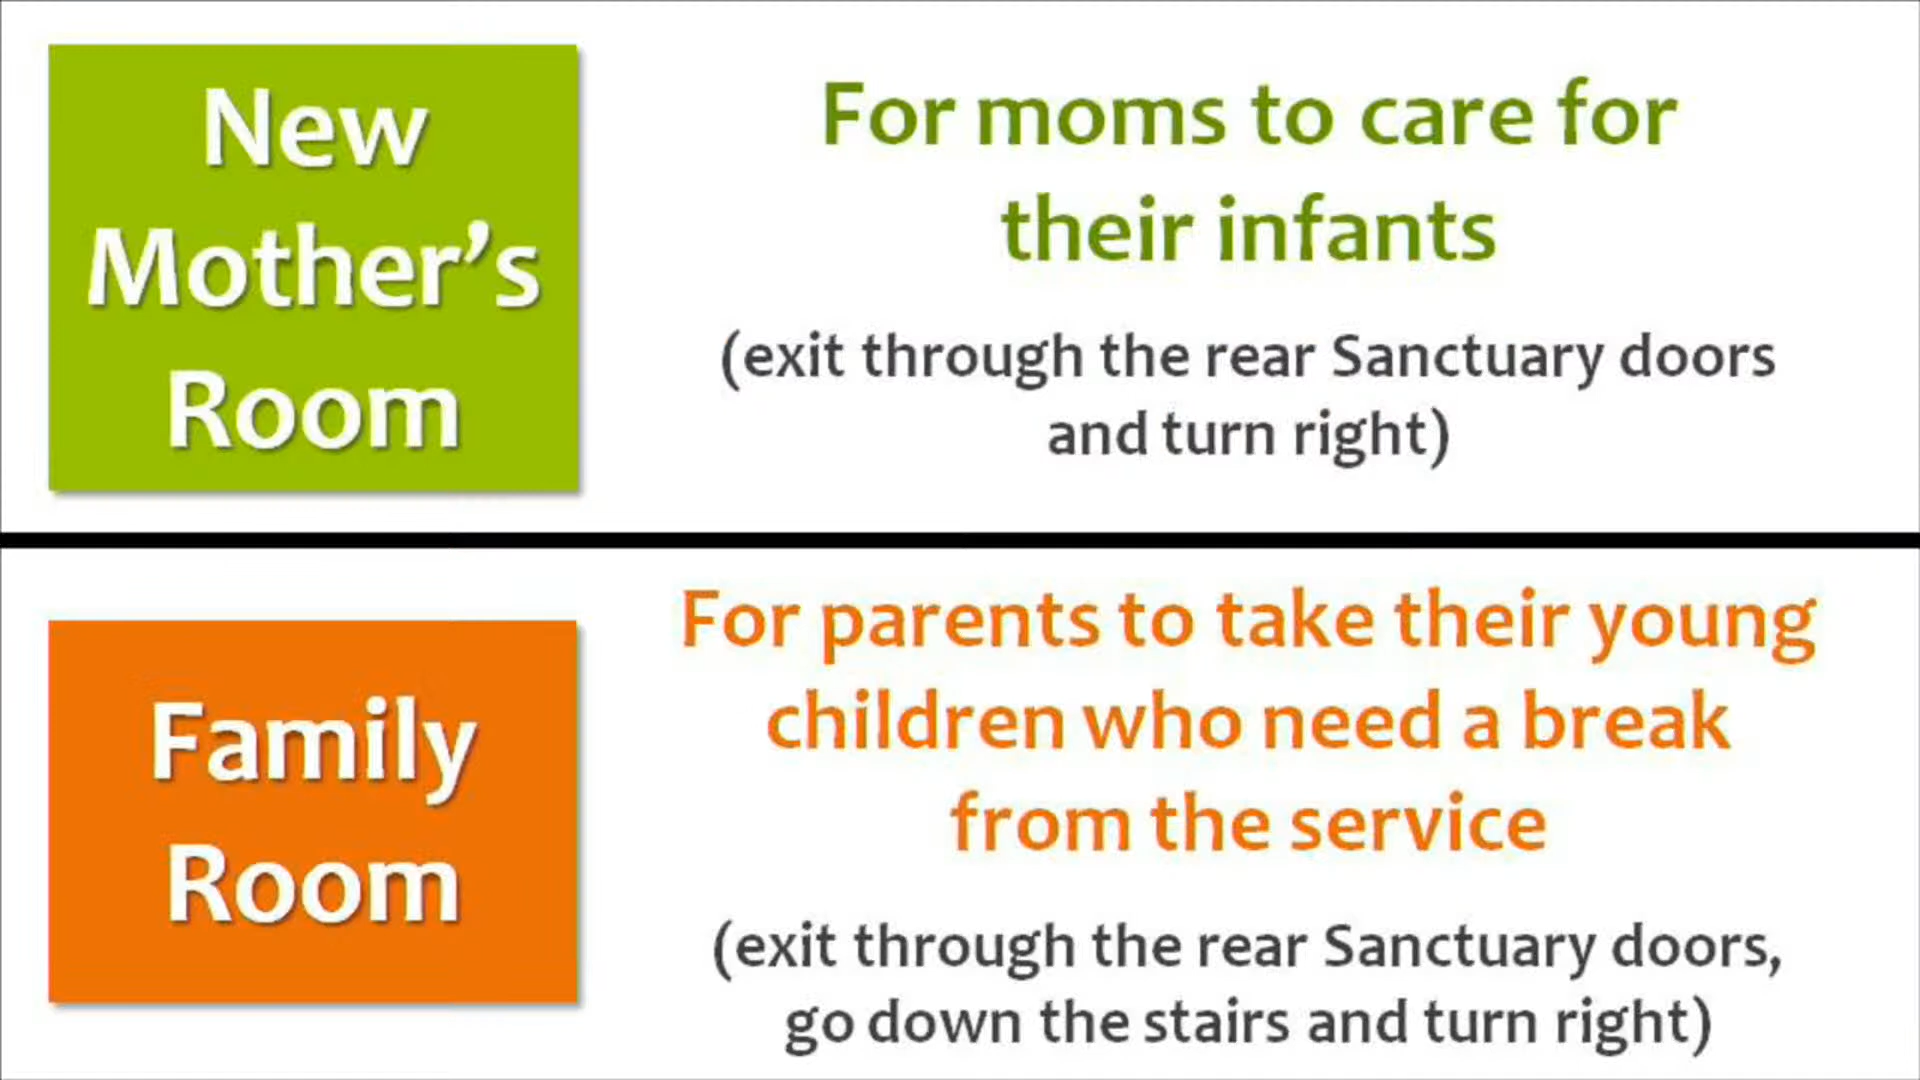 New
Mother’s
Room
For moms to care for
their infants
(exit through the rear Sanctuary doors
and turn right)
Family
Room
For parents to take their young
children who need a break
from the service
(exit through the rear Sanctuary doors,
go down the stairs and turn right)